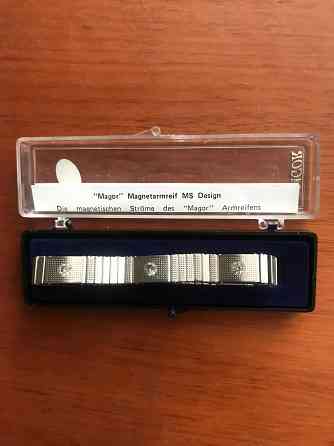 "Magor" Magnetarmreif MS Design
Die magnetischen Ströme des "Magor" Armreifens